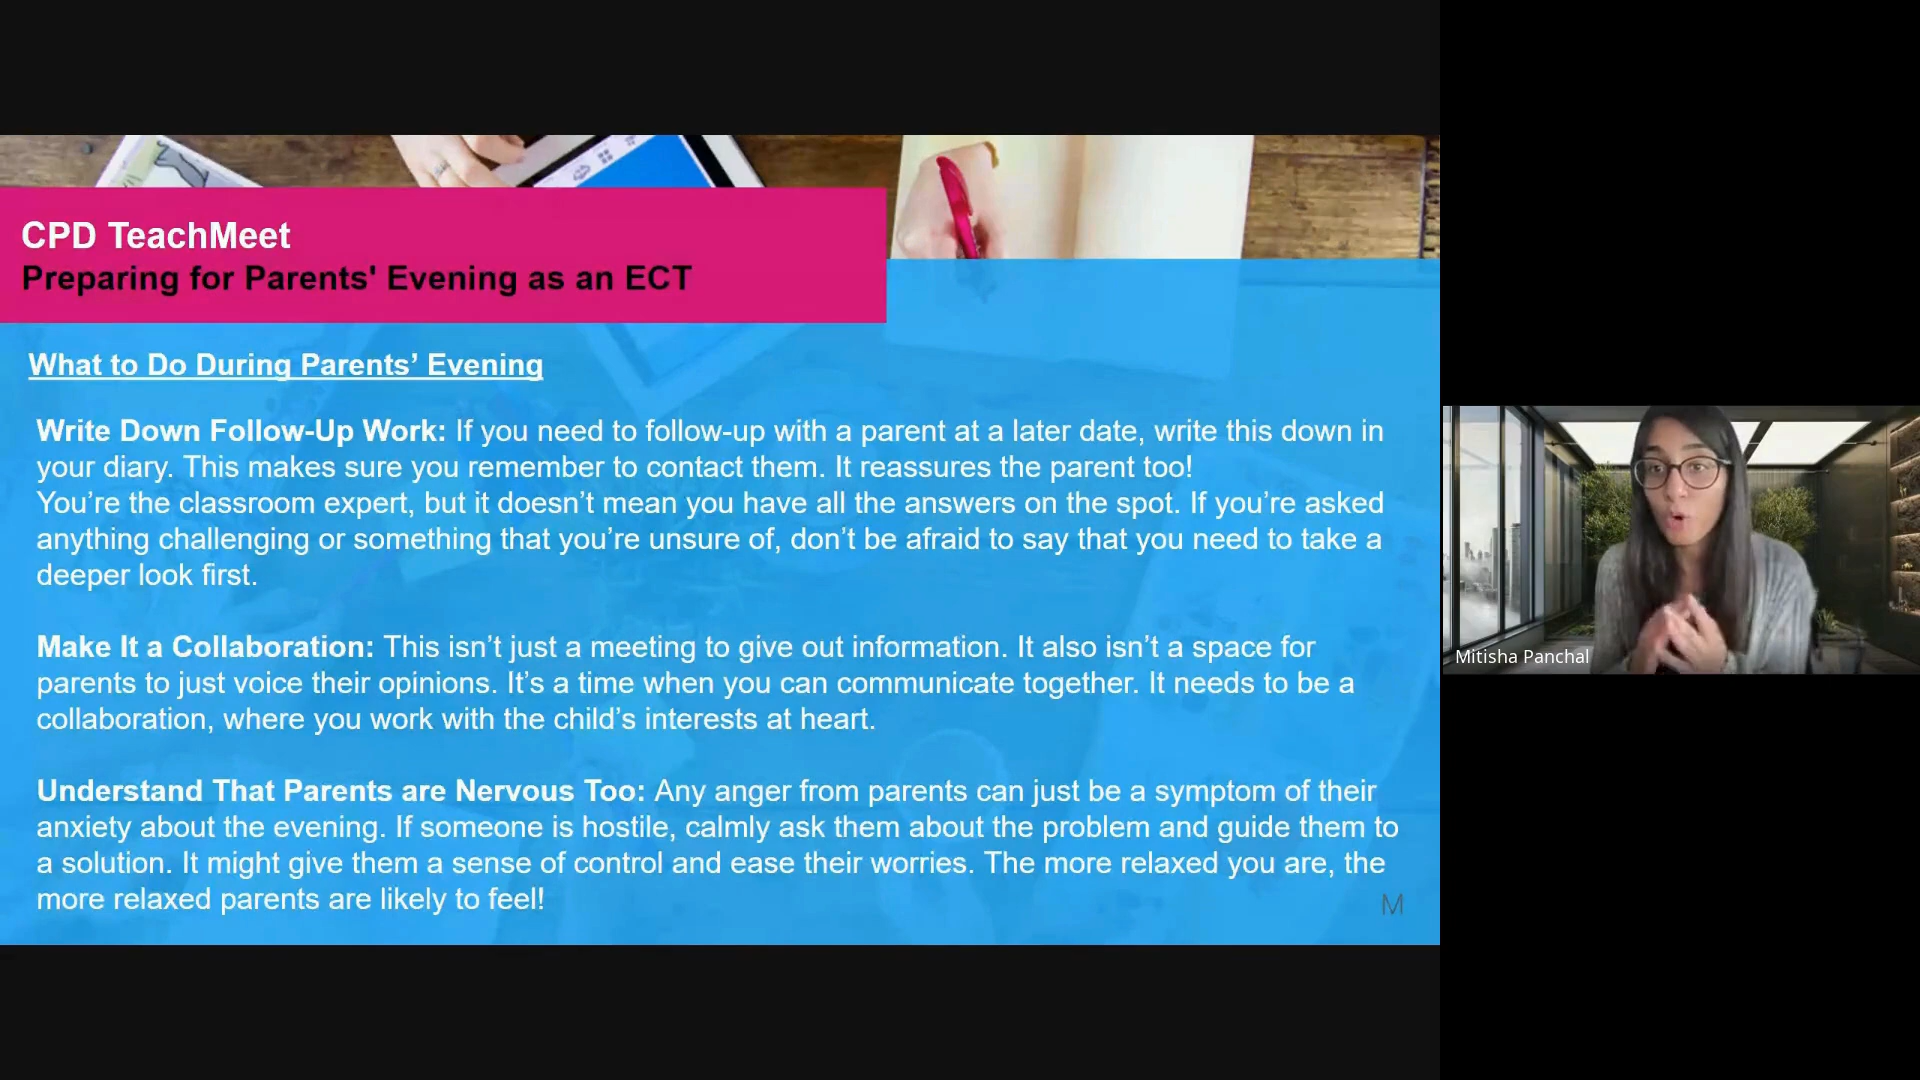 CPD TeachMeet
Preparing for Parents' Evening as an ECT
What to Do During Parents’ Evening
Write Down Follow-Up Work: If you need to follow-up with a parent at a later date, write this down in
your diary. This makes sure you remember to contact them. It reassures the parent too!
You’re the classroom expert, but it doesn’t mean you have all the answers on the spot. If you’re asked
anything challenging or something that you’re unsure of, don’t be afraid to say that you need to take a
deeper look first.
Make It a Collaboration: This isn’t just a meeting to give out information. It also isn’t a space for
parents to just voice their opinions. It’s a time when you can communicate together. It needs to be a
collaboration, where you work with the child’s interests at heart.
Understand That Parents are Nervous Too: Any anger from parents can just be a symptom of their
anxiety about the evening. If someone is hostile, calmly ask them about the problem and guide them to
a solution. It might give them a sense of control and ease their worries. The more relaxed you are, the
more relaxed parents are likely to feel!
M
Mitisha Panchal